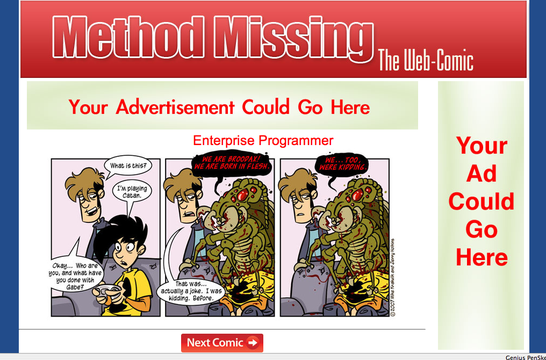 Method Missing
The Web-Comic
Your Advertisement Could Go Here
Enterprise Programmer
What is this?
I'm playing
Catan.
Okay... Who are
you, and what have
you done with
Gabe?
WE ARE BROODAX!
WE ARE BORN IN FLESH
That was...
actually a joke. I was
kidding. Before.
WE... TOO,
WERE KIDDING.
Your
Ad
Could
Go
Here
Next Comic